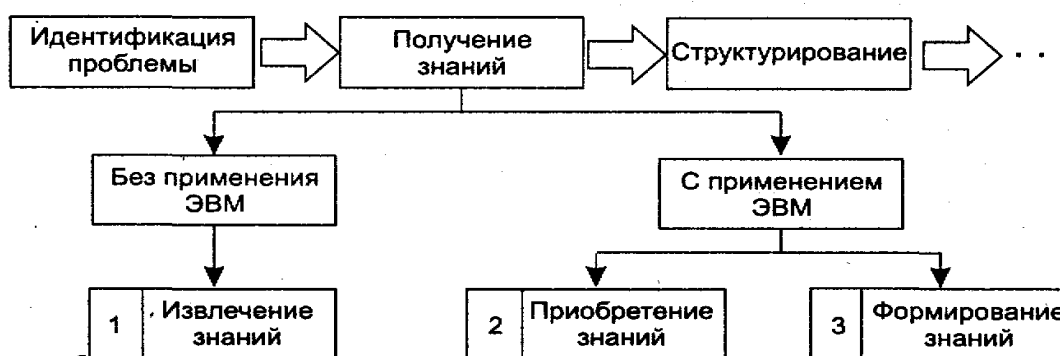 Идентификация
проблемы
Получение
знаний
Структурирование
. .
Без применения
ЭВМ
С применением
ЭВМ
1
Извлечение
знаний
2
Приобретение
знаний
3
Формирование
знаний